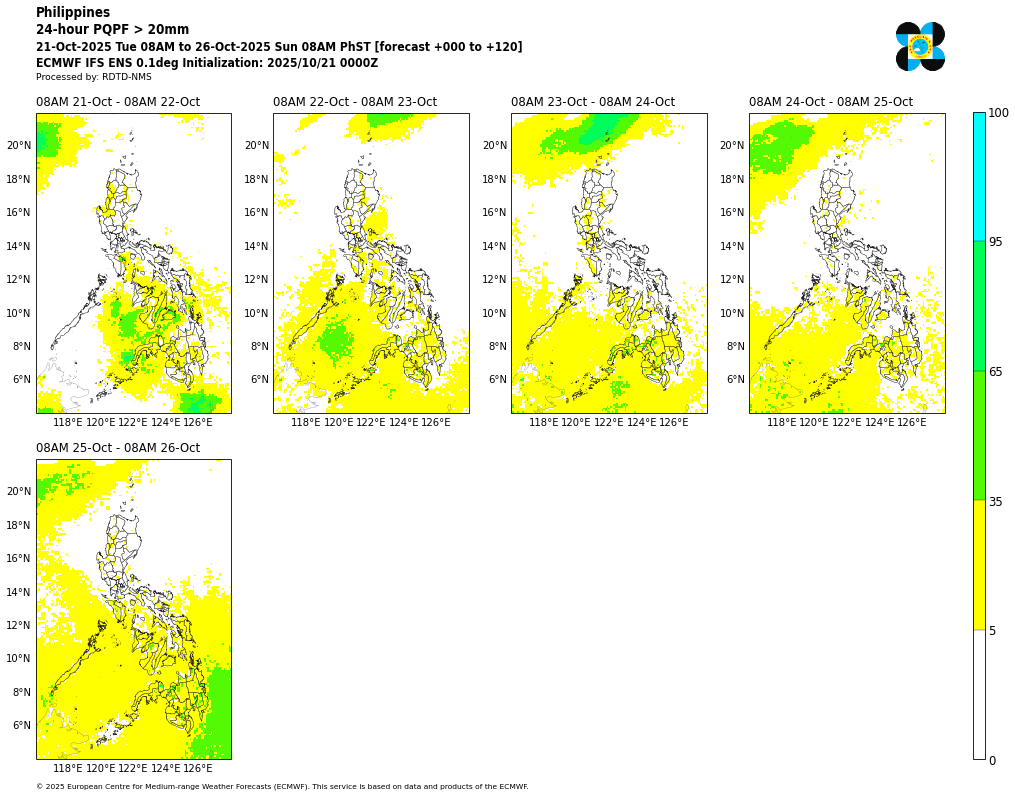 Philippines
24-hour PQPF > 20mm
21-Oct-2025 Tue 08AM to 26-Oct-2025 Sun 08AM PhST [forecast +000 to +120]
ECMWF IFS ENS 0.1deg Initialization: 2025/10/21 0000Z
Processed by: RDTD-NMS
08AM 21-Oct - 08AM 22-Oct
08AM 22-Oct - 08AM 23-Oct
08AM 23-Oct - 08AM 24-Oct
08AM 24-Oct - 08AM 25-Oct
20°N 20°N 20°N 20°N
18°N 18°N 18°N 18°N
16°N 16°N 16°N 16°N
14°N 14°N 14°N 14°N
12°N 12°N 12°N 12°N
10°N 10°N 10°N 10°N
8°N 8°N 8°N 8°N
6°N 6°N 6°N 6°N
118°E 120°E 122°E 124°E 126°E
118°E 120°E 122°E 124°E 126°E
118°E 120°E 122°E 124°E 126°E
118°E 120°E 122°E 124°E 126°E
100
95
65
35
5
0
08AM 25-Oct - 08AM 26-Oct
20°N
18°N
16°N
14°N
12°N
10°N
8°N
6°N
118°E 120°E 122°E 124°E 126°E
© 2025 European Centre for Medium-range Weather Forecasts (ECMWF). This service is based on data and products of the ECMWF.